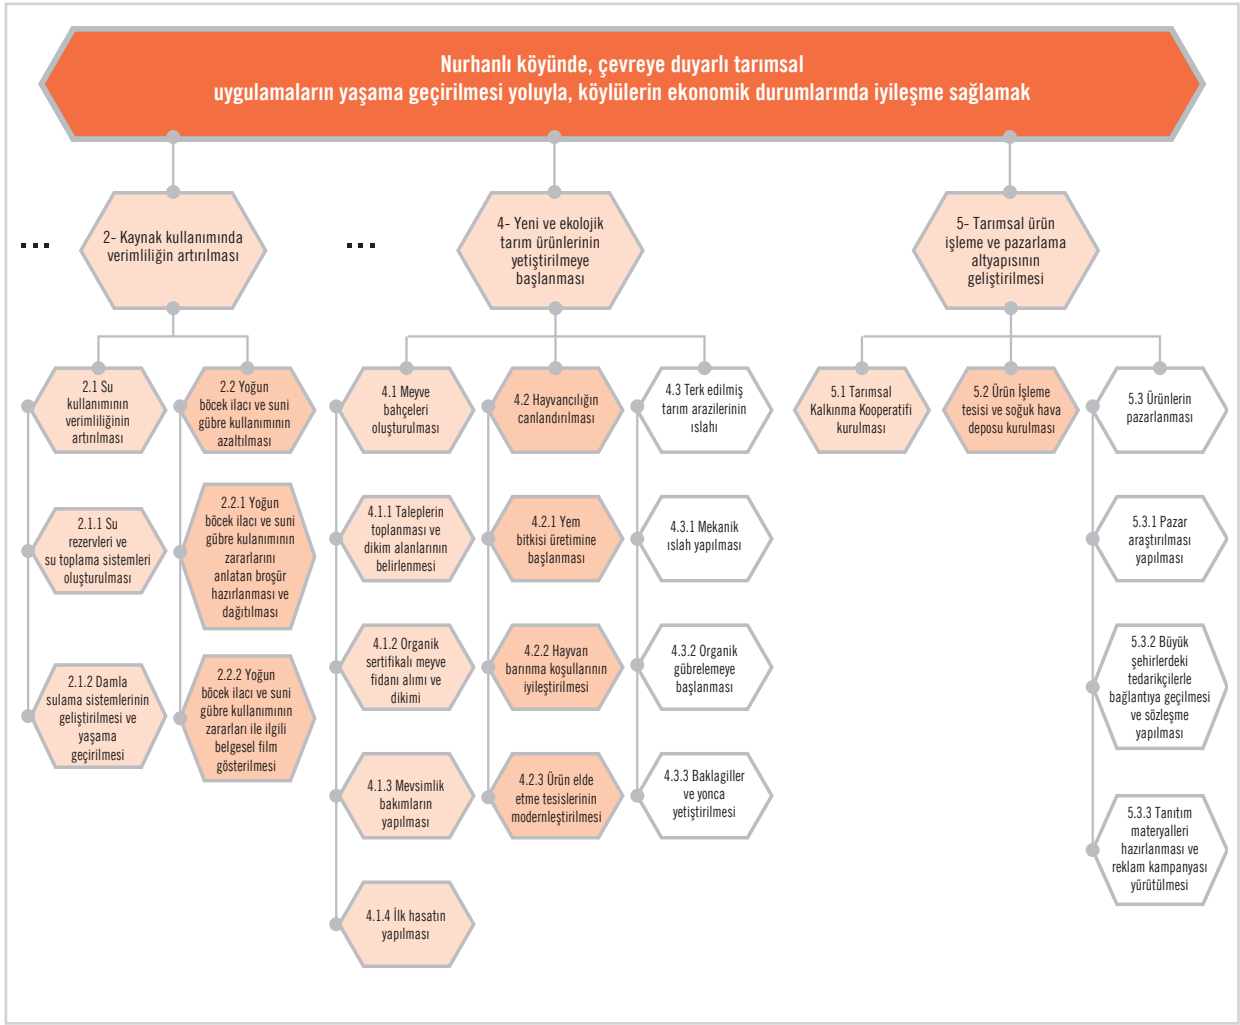 Nurhanlı köyünde, çevreye duyarlı tarımsal
uygulamaların yaşama geçirilmesi yoluyla, köylülerin ekonomik durumlarında iyileşme sağlamak
...
2- Kaynak kullanımında
verimliliğin artırılması
...
4- Yeni ve ekolojik
tarım ürünlerinin
yetiştirilmeye
başlanması
5- Tarımsal ürün
işleme ve pazarlama
altyapısının
geliştirilmesi
2.1 Su
kullanımının
verimliliğinin
artırılması
2.2 Yoğun
böcek ilacı ve suni
gübre kullanımının
azaltılması
4.1 Meyve
bahçeleri
oluşturulması
4.2 Hayvancılığın
canlandırılması
4.3 Terk edilmiş
tarım arazilerinin
ıslahı
5.1 Tarımsal
Kalkınma Kooperatifi
kurulması
5.2 Ürün İşleme
tesisi ve soğuk hava
deposu kurulması
5.3 Ürünlerin
pazarlanması
2.1.1 Su
rezervleri ve
su toplama sistemleri
oluşturulması
2.2.1 Yoğun
böcek ilacı ve suni
gübre kulanımının
zararlarını
anlatan broşür
hazırlanması ve
dağıtılması
4.1.1 Taleplerin
toplanması ve
dikim alanlarının
belirlenmesi
4.2.1 Yem
bitkisi üretimine
başlanması
4.3.1 Mekanik
ıslah yapılması
5.3.1 Pazar
araştırılması
yapılması
2.1.2 Damla
sulama sistemlerinin
geliştirilmesi ve
yaşama
geçirilmesi
2.2.2 Yoğun
böcek ilacı ve suni
gübre kullanımının
zararları ile ilgili
belgesel film
gösterilmesi
4.1.2 Organik
sertifikalı meyve
fidanı alımı ve
dikimi
4.2.2 Hayvan
barınma koşullarının
iyileştirilmesi
4.3.2 Organik
gübrelemeye
başlanması
5.3.2 Büyük
şehirlerdeki
tedarikçilerle
bağlantıya geçilmesi
ve sözleşme
yapılması
4.1.3 Mevsimlik
bakımların
yapılması
4.2.3 Ürün elde
etme tesislerinin
modernleştirilmesi
4.3.3 Baklagiller
ve yonca
yetiştirilmesi
5.3.3 Tanıtım
materyalleri
hazırlanması ve
reklam kampanyası
yürütülmesi
4.1.4 İlk hasatın
yapılması